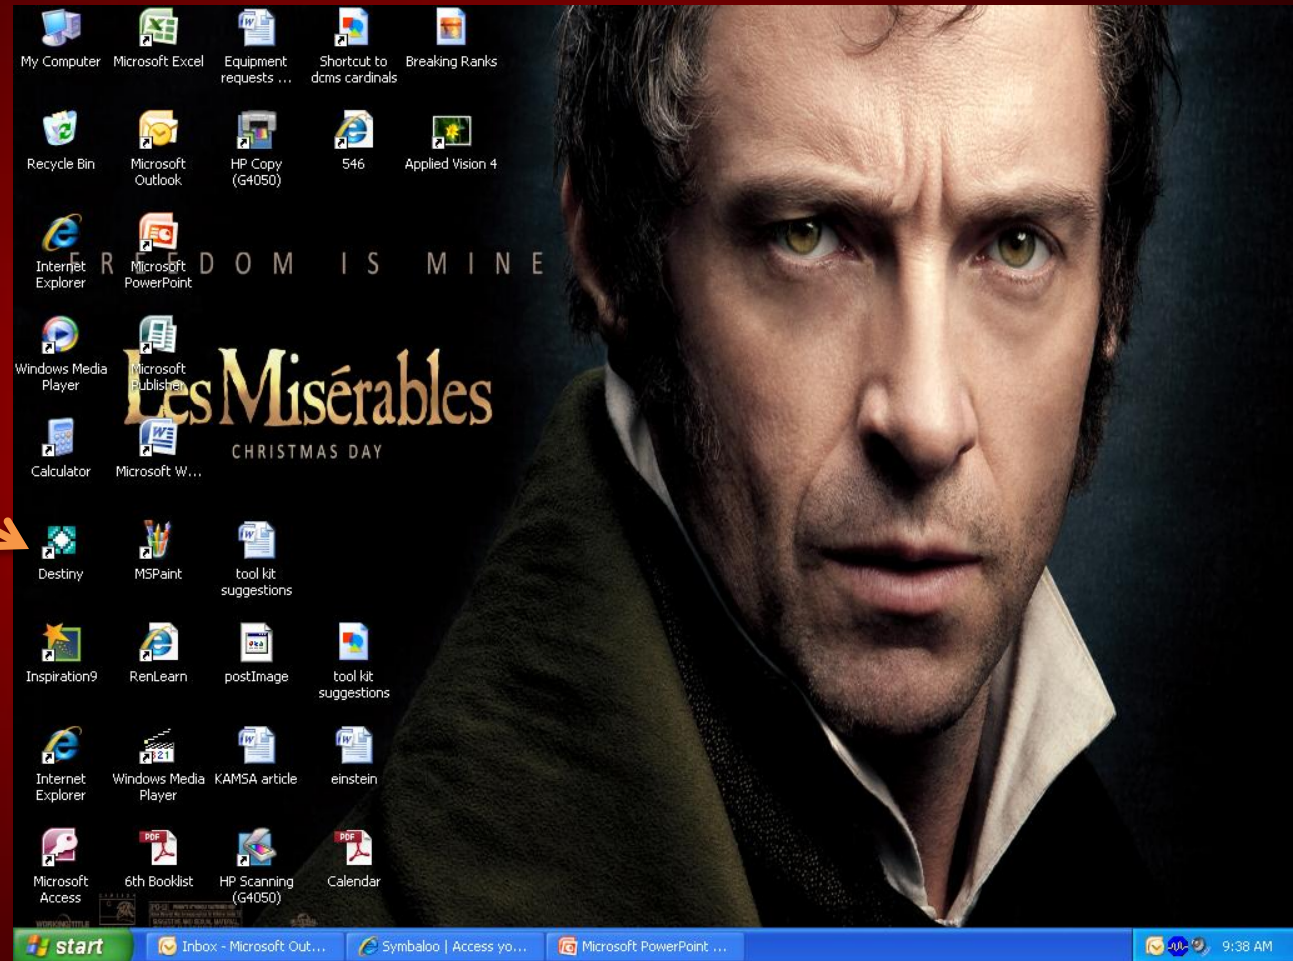 My Computer
Microsoft Excel
Equipment
requests ...
Shortcut to
dcms cardinals
Breaking Ranks
Recycle Bin
Microsoft
Outlook
HP Copy
(G4050)
546
Applied Vision 4
FREEDOM IS MINE
Internet
Explorer
Microsoft
PowerPoint
Windows Media
Player
Microsoft
Publisher
Les Misérables
CHRISTMAS DAY
Calculator
Microsoft W...
Destiny
MSPaint
tool kit
suggestions
Inspiration9
RenLearn
postImage
tool kit
suggestions
Internet
Explorer
Windows Media
Player
KAMSA article
einstein
Microsoft
Access
6th Booklist
HP Scanning
(G4050)
Calendar
WORKING TITLE
start
Inbox - Microsoft Out...
Symbaloo | Access yo...
Microsoft PowerPoint ...
9:38 AM